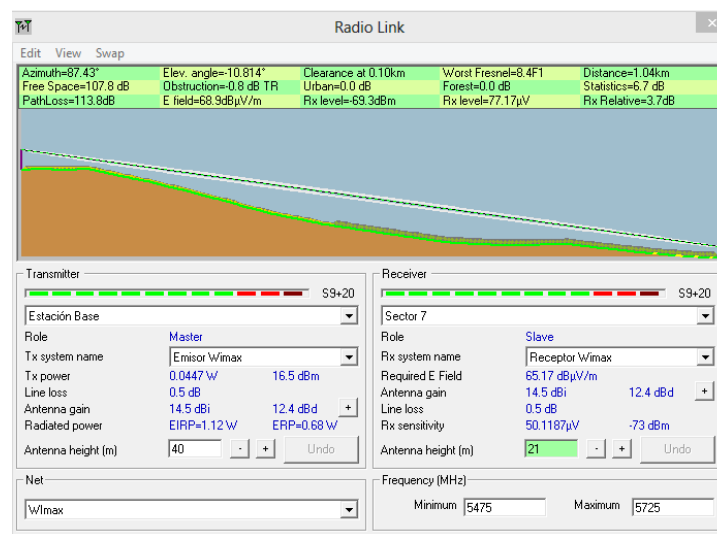 Radio Link
Edit View Swap
Azimuth=87.43° Elev. angle=-10.814° Clearance at 0.10km Worst Fresnel=8.4F1 Distance=1.04km
Free Space=107.8 dB Obstruction=-0.8 dB TR Urban=0.0 dB Forest=0.0 dB Statistics=6.7 dB
PathLoss=113.8dB E field=68.9dBµV/m Rx level=-69.3dBm Rx level=77.17µV Rx Relative=3.7dB
Transmitter
S9+20
Estación Base
Role Master
Tx system name Emisor Wimax
Tx power 0.0447 W 16.5 dBm
Line loss 0.5 dB
Antenna gain 14.5 dBi 12.4 dBd +
Radiated power EIRP=1.12 W ERP=0.68 W
Antenna height (m) 40 - + Undo
Net
WImax
Receiver
S9+20
Sector 7
Role Slave
Rx system name Receptor Wimax
Required E Field 65.17 dBµV/m
Antenna gain 14.5 dBi 12.4 dBd +
Line loss 0.5 dB
Rx sensitivity 50.1187µV -73 dBm
Antenna height (m) 21 - + Undo
Frequency (MHz)
Minimum 5475 Maximum 5725